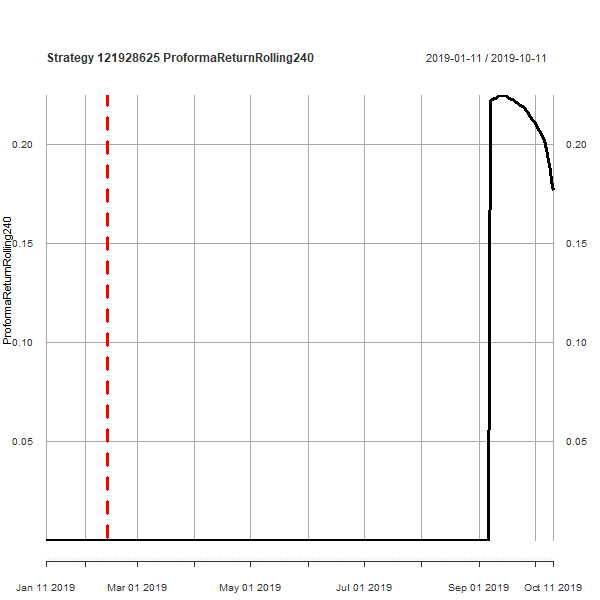 Strategy 121928625 ProformaReturnRolling240
2019-01-11 / 2019-10-11
ProformaReturnRolling240
0.20
0.15
0.10
0.05
0.20
0.15
0.10
0.05
Jan 11 2019
Mar 01 2019
May 01 2019
Jul 01 2019
Sep 01 2019
Oct 11 2019